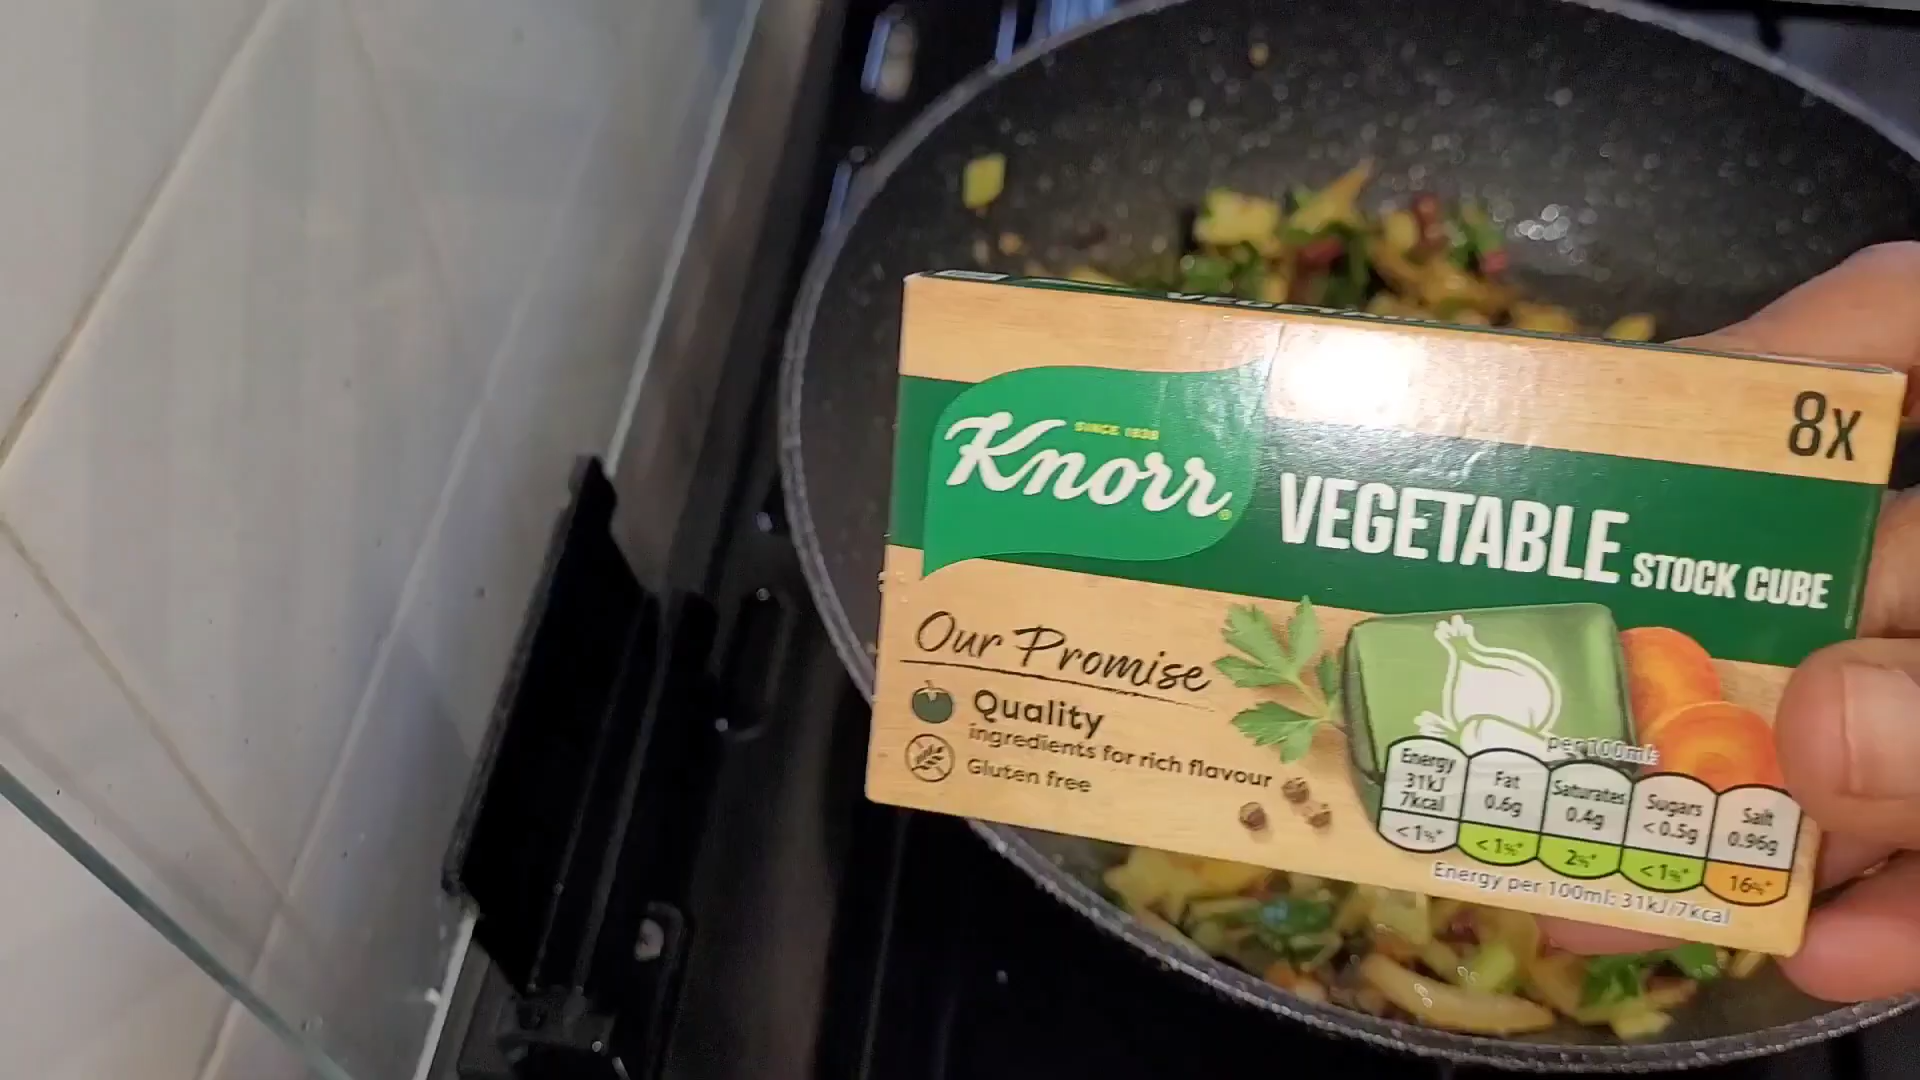 SINCE 1838
Knorr
VEGETABLE STOCK CUBE
8x
Our Promise
Quality
ingredients for rich flavour
Gluten free
per 100ml:
Energy
31kJ
7kcal
<1%*
Fat
0.6g
<1%*
Saturates
0.4g
2%*
Sugars
<0.5g
<1%*
Salt
0.96g
16%*
Energy per 100ml: 31kJ/7kcal